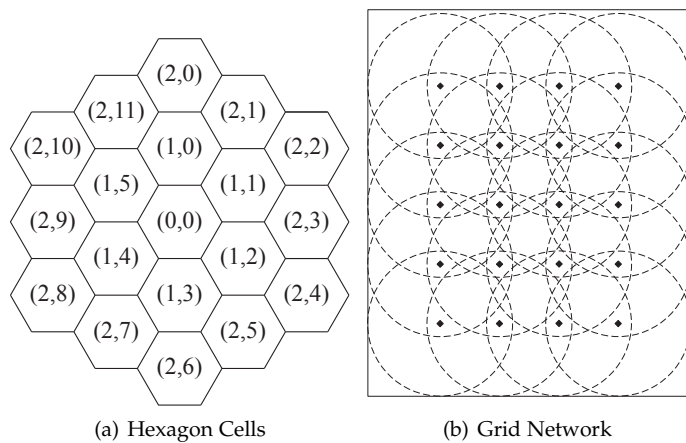 (2,0)
(2,11) (2,1)
(2,10) (1,0) (2,2)
(1,5) (1,1)
(2,9) (0,0) (2,3)
(1,4) (1,2)
(2,8) (1,3) (2,4)
(2,7) (2,5)
(2,6)
(a) Hexagon Cells
(b) Grid Network